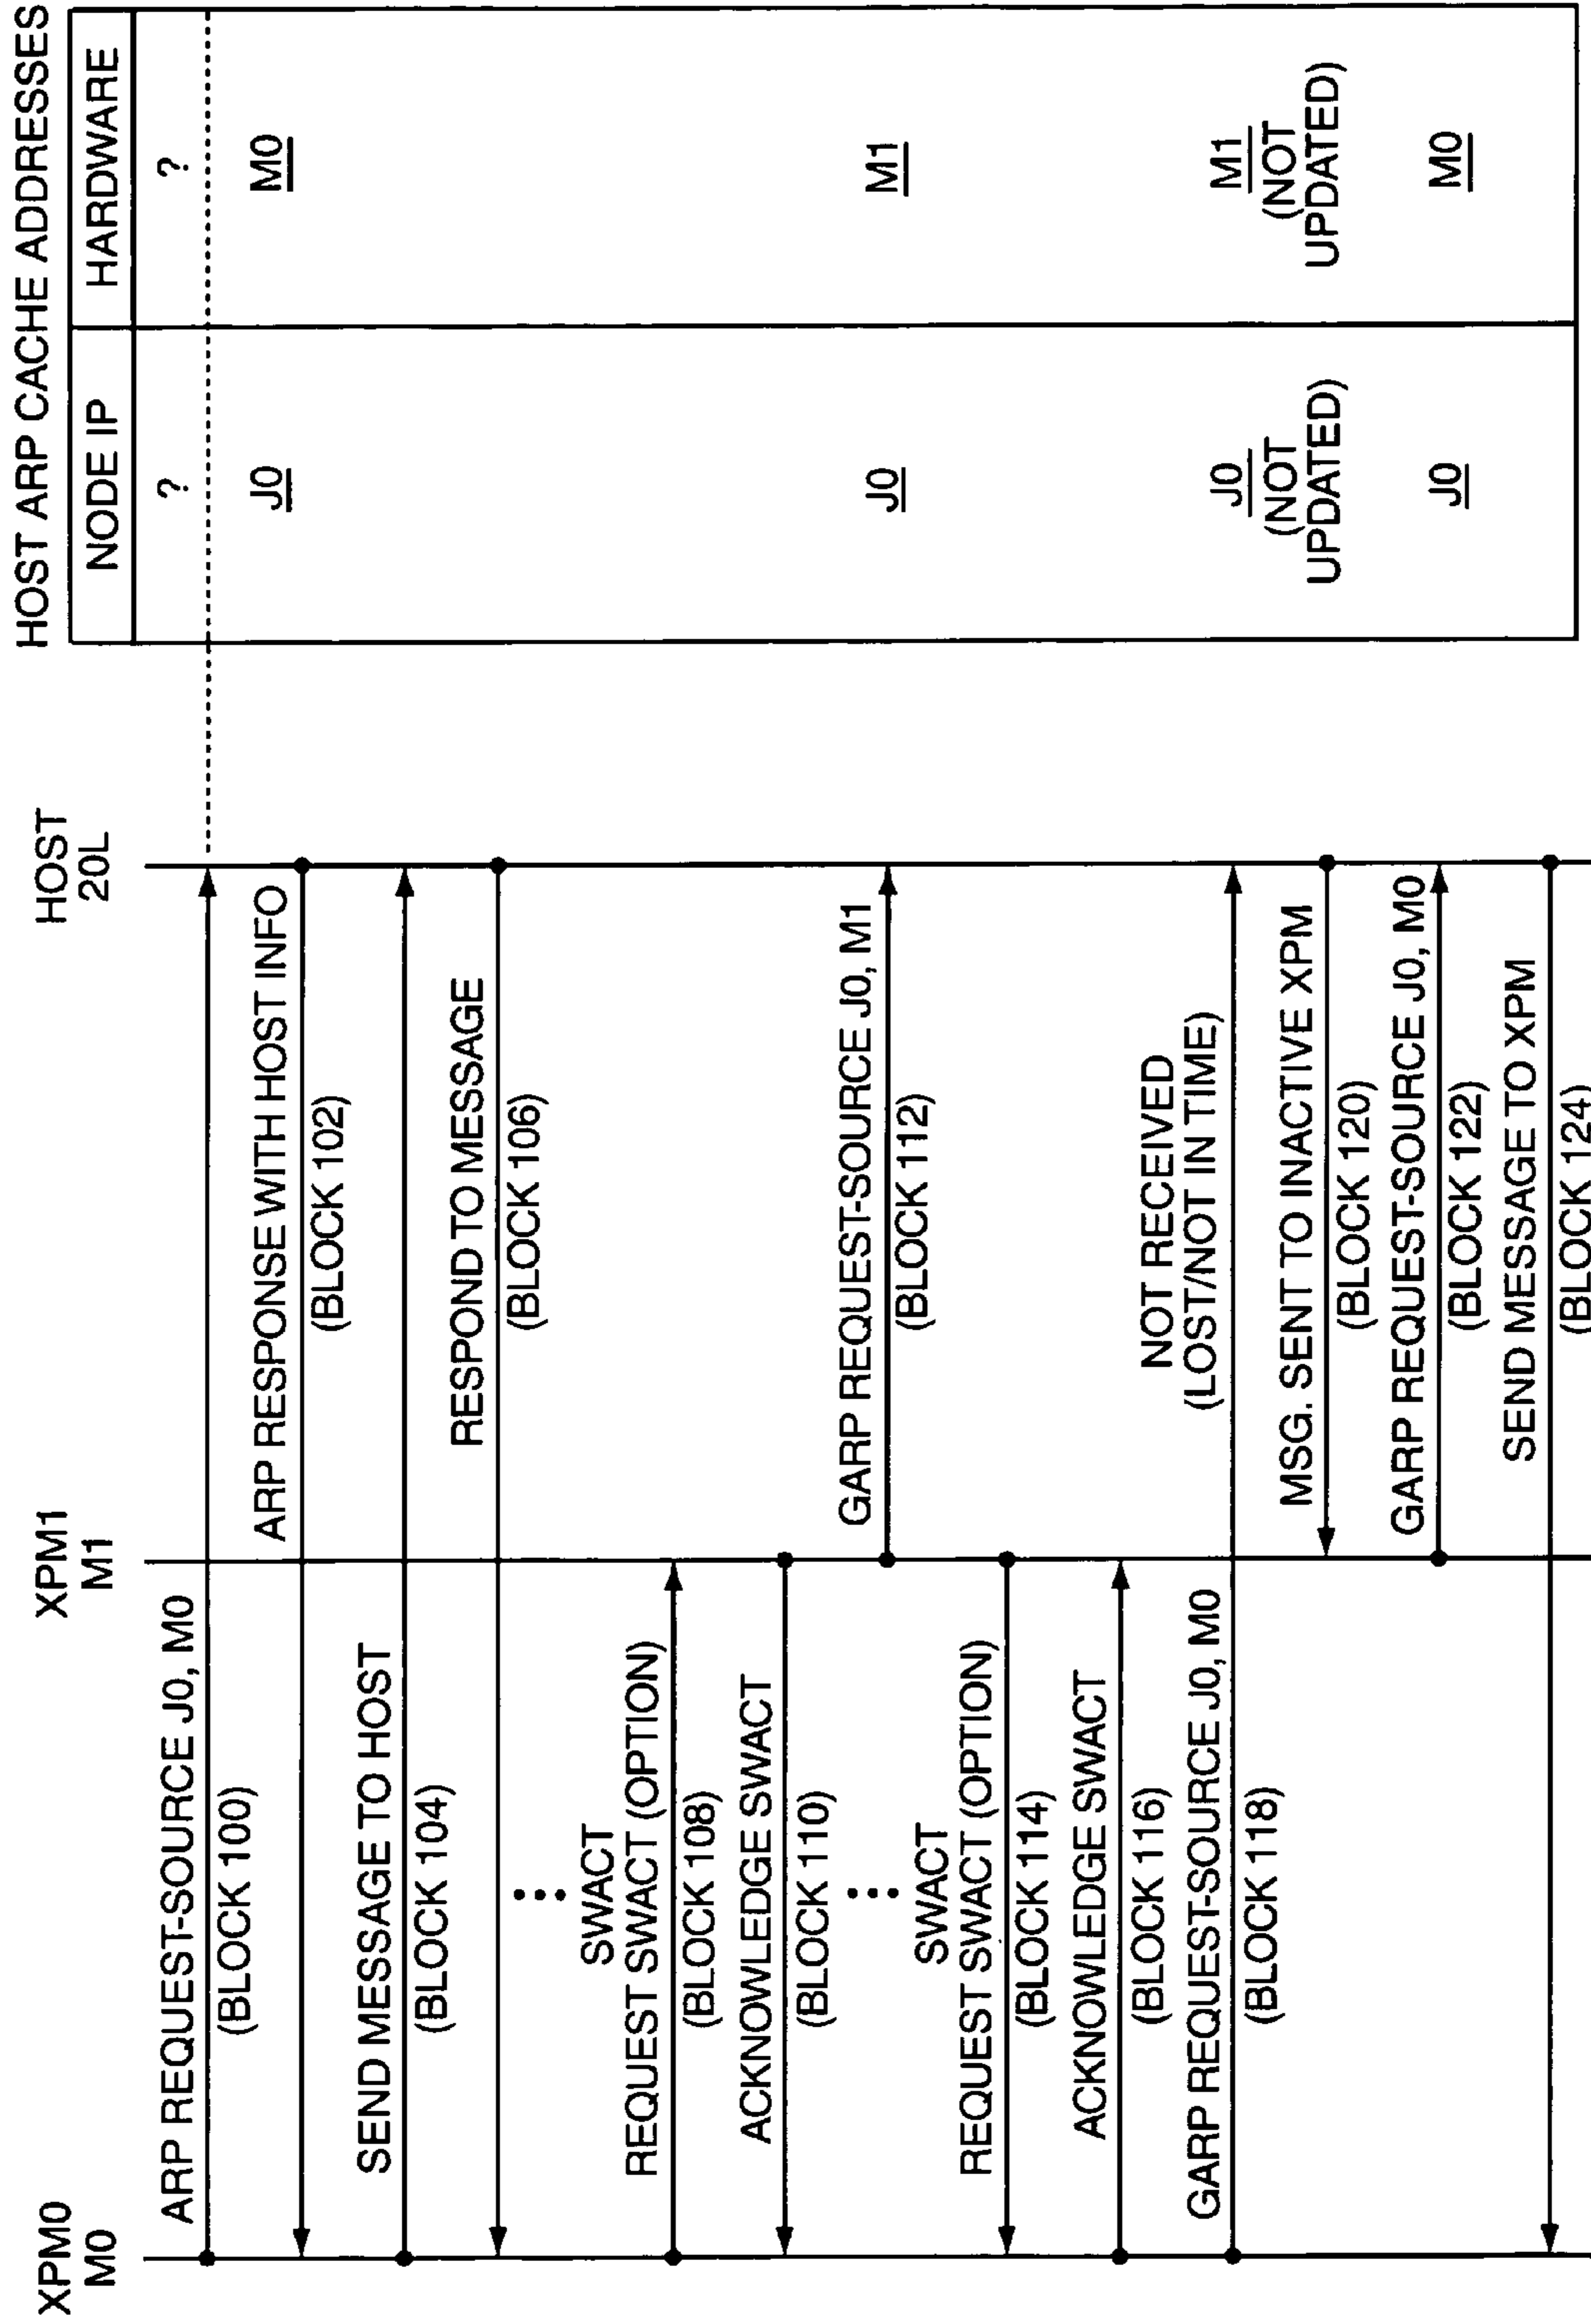 HOST ARP CACHE ADDRESSES
XPM0
M0
XPM1
M1
HOST
20L
NODE IP
HARDWARE
ARP REQUEST-SOURCE J0, M0
(BLOCK 100)
?
?
ARP RESPONSE WITH HOST INFO
(BLOCK 102)
J0
M0
SEND MESSAGE TO HOST
(BLOCK 104)
RESPOND TO MESSAGE
(BLOCK 106)
SWACT
REQUEST SWACT (OPTION)
(BLOCK 108)
ACKNOWLEDGE SWACT
(BLOCK 110)
GARP REQUEST-SOURCE J0, M1
(BLOCK 112)
J0
M1
SWACT
REQUEST SWACT (OPTION)
(BLOCK 114)
ACKNOWLEDGE SWACT
(BLOCK 116)
GARP REQUEST-SOURCE J0, M0
(BLOCK 118)
NOT RECEIVED
(LOST/NOT IN TIME)
J0
(NOT
UPDATED)
M1
(NOT
UPDATED)
MSG. SENT TO INACTIVE XPM
(BLOCK 120)
GARP REQUEST-SOURCE J0, M0
(BLOCK 122)
J0
M0
SEND MESSAGE TO XPM
(BLOCK 124)